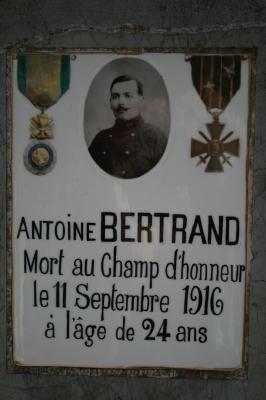 Antoine BERTRAND
Mort au Champ d'honneur
le 11 Septembre 1916
à l'âge de 24 ans